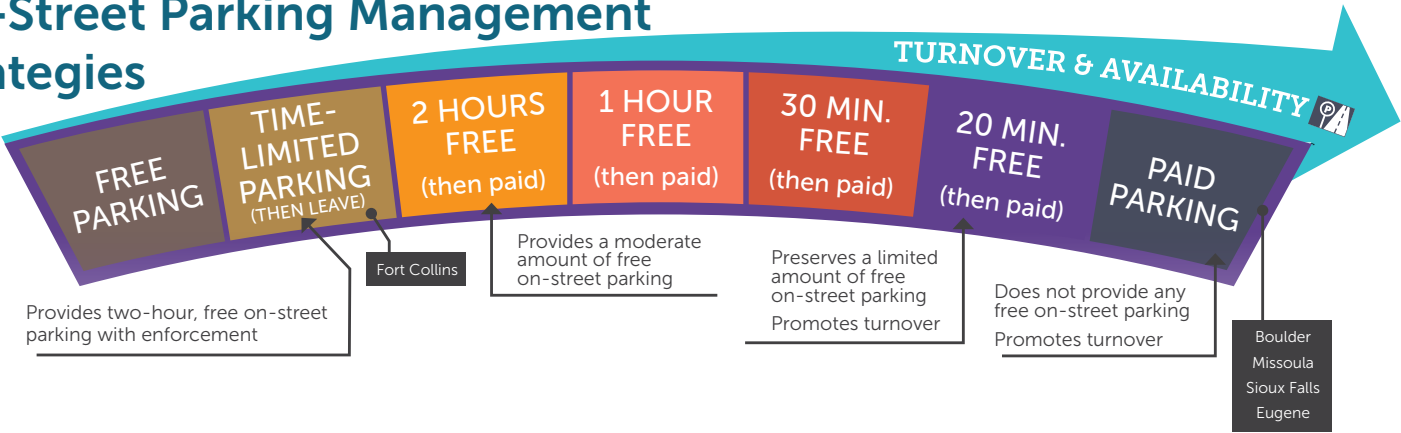 -Street Parking Management
ategies
TURNOVER & AVAILABILITY
P
FREE
PARKING
TIME-
LIMITED
PARKING
(THEN LEAVE)
2 HOURS
FREE
(then paid)
1 HOUR
FREE
(then paid)
30 MIN.
FREE
(then paid)
20 MIN.
FREE
(then paid)
PAID
PARKING
Provides two-hour, free on-street
parking with enforcement
Fort Collins
Provides a moderate
amount of free
on-street parking
Preserves a limited
amount of free
on-street parking
Promotes turnover
Does not provide any
free on-street parking
Promotes turnover
Boulder
Missoula
Sioux Falls
Eugene